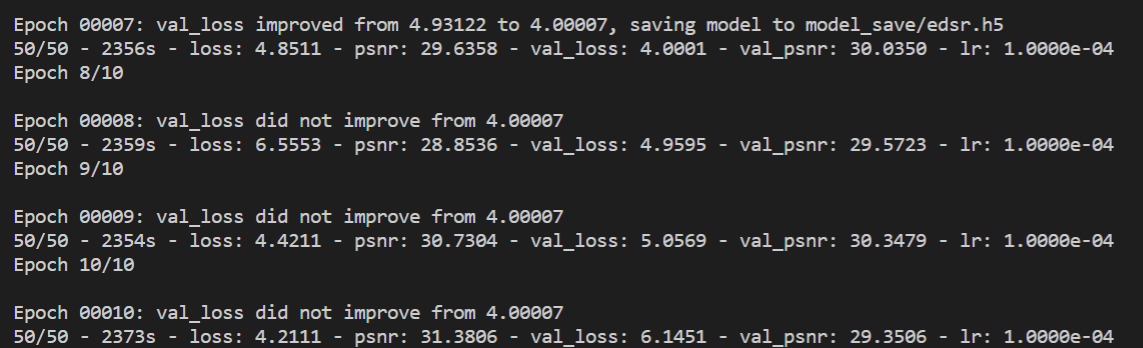 Epoch 00007: val_loss improved from 4.93122 to 4.00007, saving model to model_save/edsr.h5
50/50 - 2356s - loss: 4.8511 - psnr: 29.6358 - val_loss: 4.0001 - val_psnr: 30.0350 - lr: 1.0000e-04
Epoch 8/10
Epoch 00008: val_loss did not improve from 4.00007
50/50 - 2359s - loss: 6.5553 - psnr: 28.8536 - val_loss: 4.9595 - val_psnr: 29.5723 - lr: 1.0000e-04
Epoch 9/10
Epoch 00009: val_loss did not improve from 4.00007
50/50 - 2354s - loss: 4.4211 - psnr: 30.7304 - val_loss: 5.0569 - val_psnr: 30.3479 - lr: 1.0000e-04
Epoch 10/10
Epoch 00010: val_loss did not improve from 4.00007
50/50 - 2373s - loss: 4.2111 - psnr: 31.3806 - val_loss: 6.1451 - val_psnr: 29.3506 - lr: 1.0000e-04